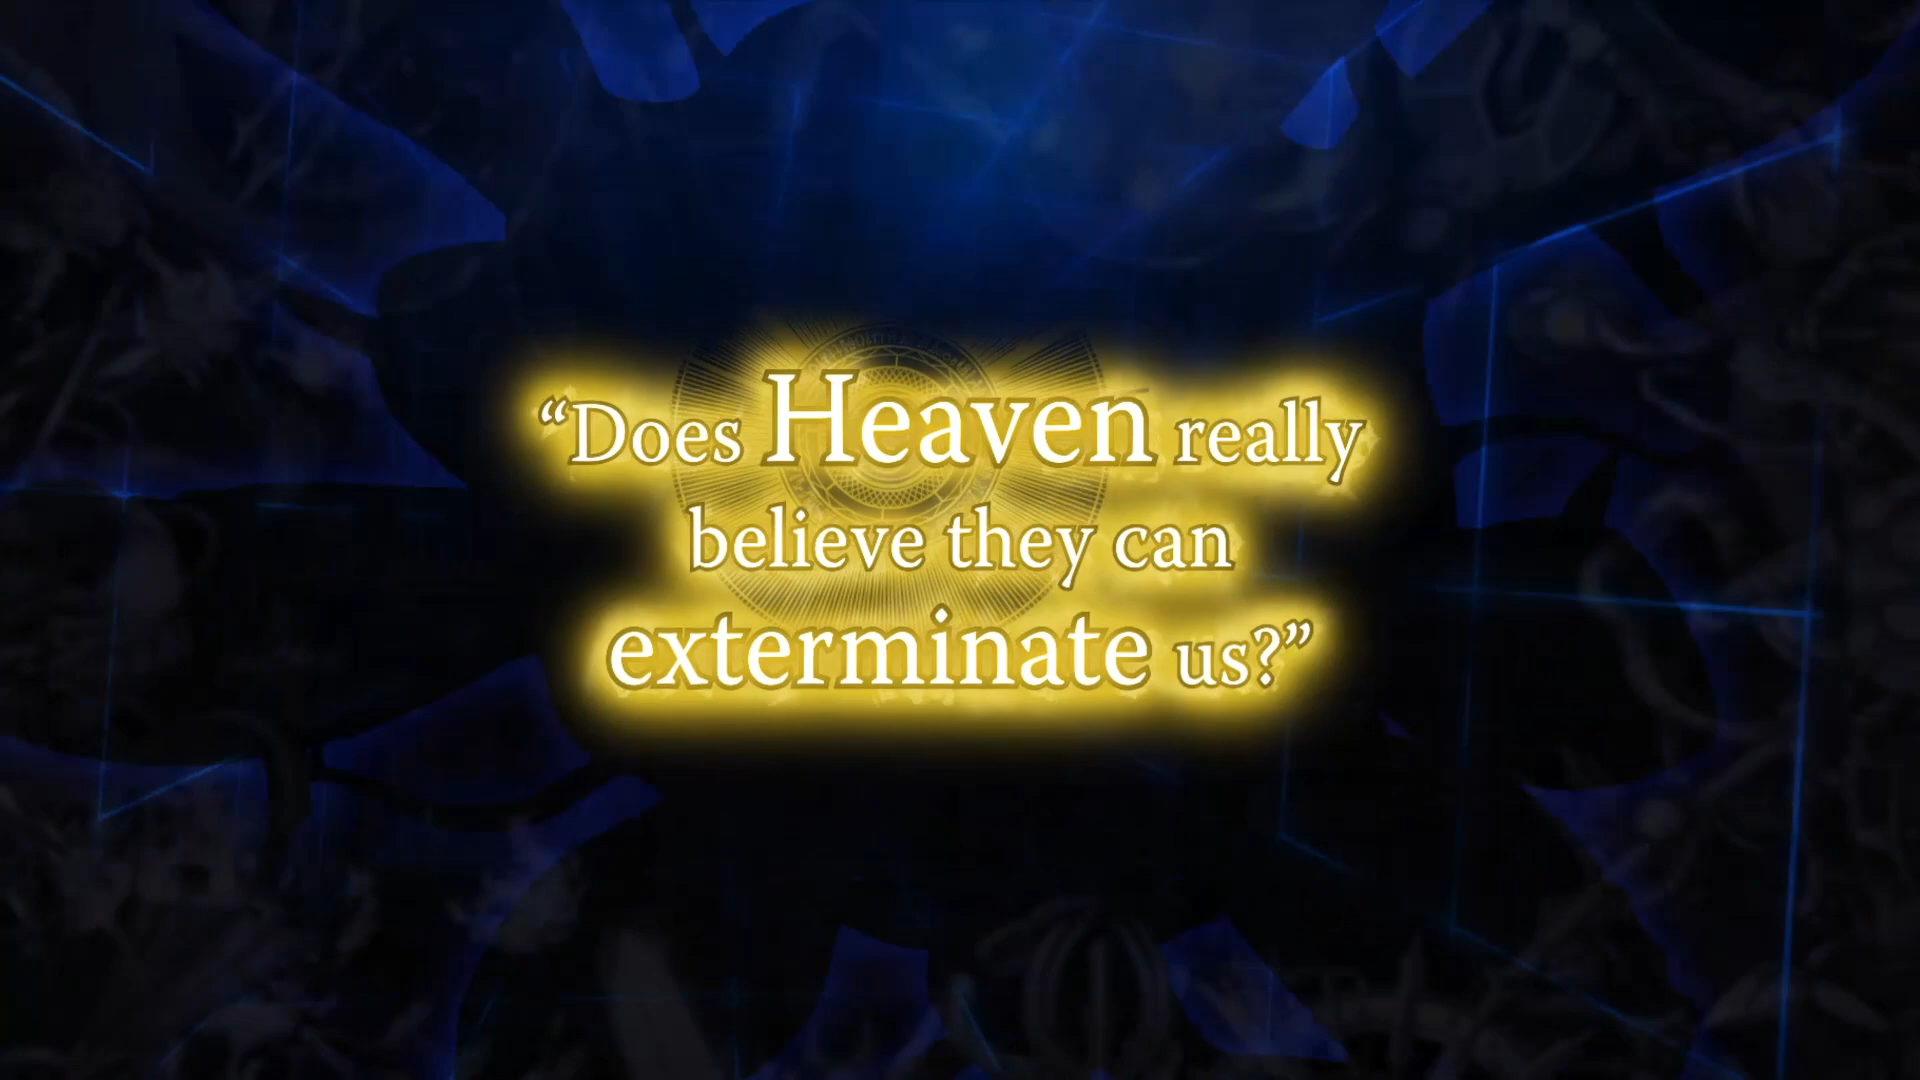 “Does Heaven really
believe they can
exterminate us?”